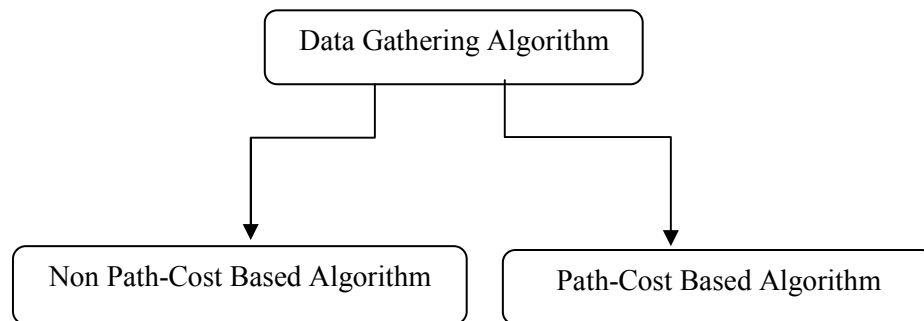 Data Gathering Algorithm
Non Path-Cost Based Algorithm
Path-Cost Based Algorithm